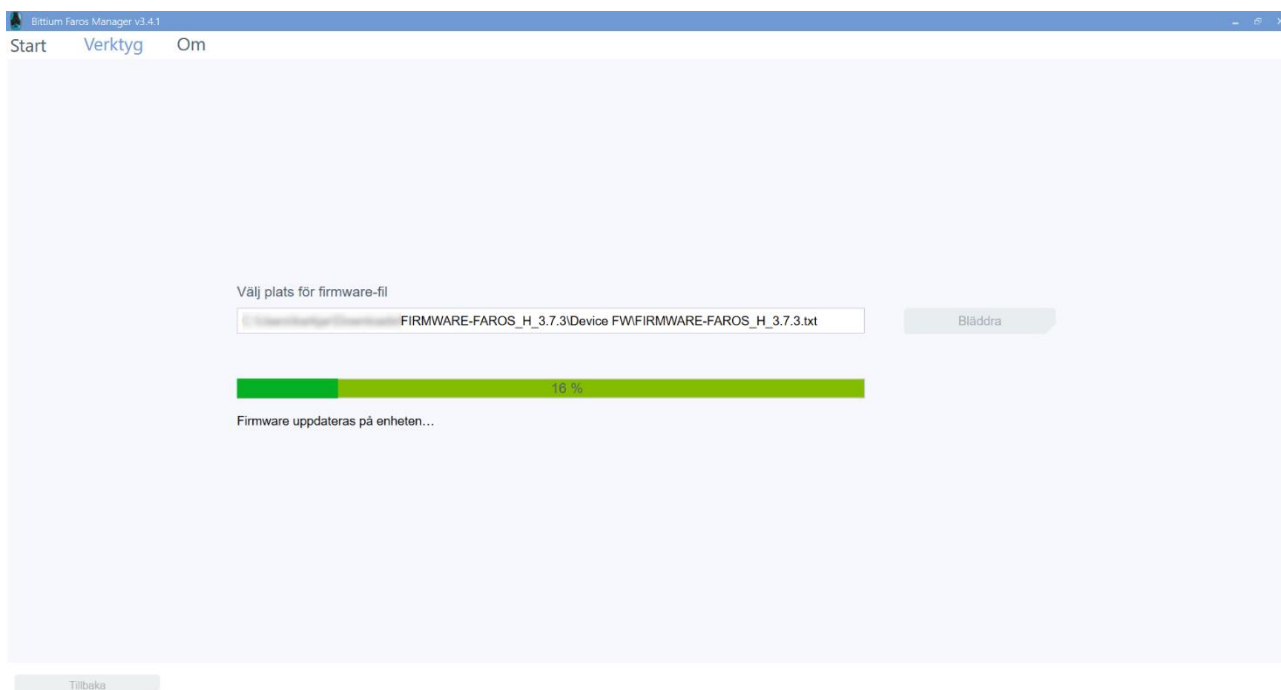 Bittium Faros Manager v3.4.1
Start Verktyg Om
Välj plats för firmware-fil
FIRMWARE-FAROS_H_3.7.3\Device FW\FIRMWARE-FAROS_H_3.7.3.txt Bläddra
16 %
Firmware uppdateras på enheten…
Tillbaka